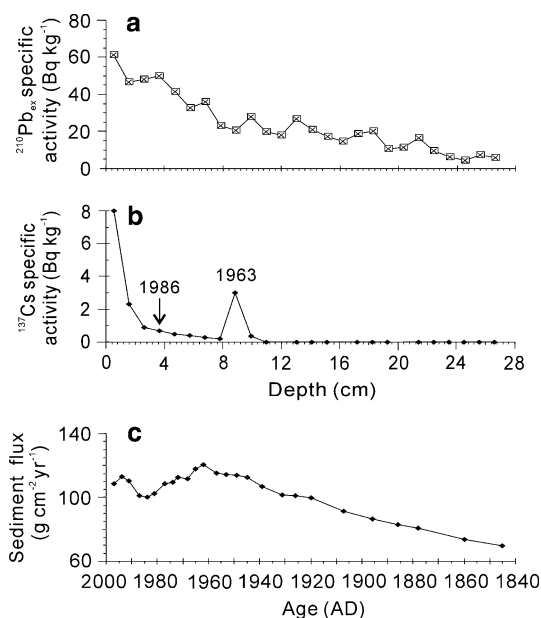 a
80
60
40
20
0
²¹⁰Pbₑₓ specific
activity (Bq kg⁻¹)
b
8
6
4
2
0
¹³⁷Cs specific
activity (Bq kg⁻¹)
1986
1963
0 4 8 12 16 20 24 28
Depth (cm)
c
140
100
60
Sediment flux
(g cm⁻² yr⁻¹)
2000 1980 1960 1940 1920 1900 1880 1860 1840
Age (AD)